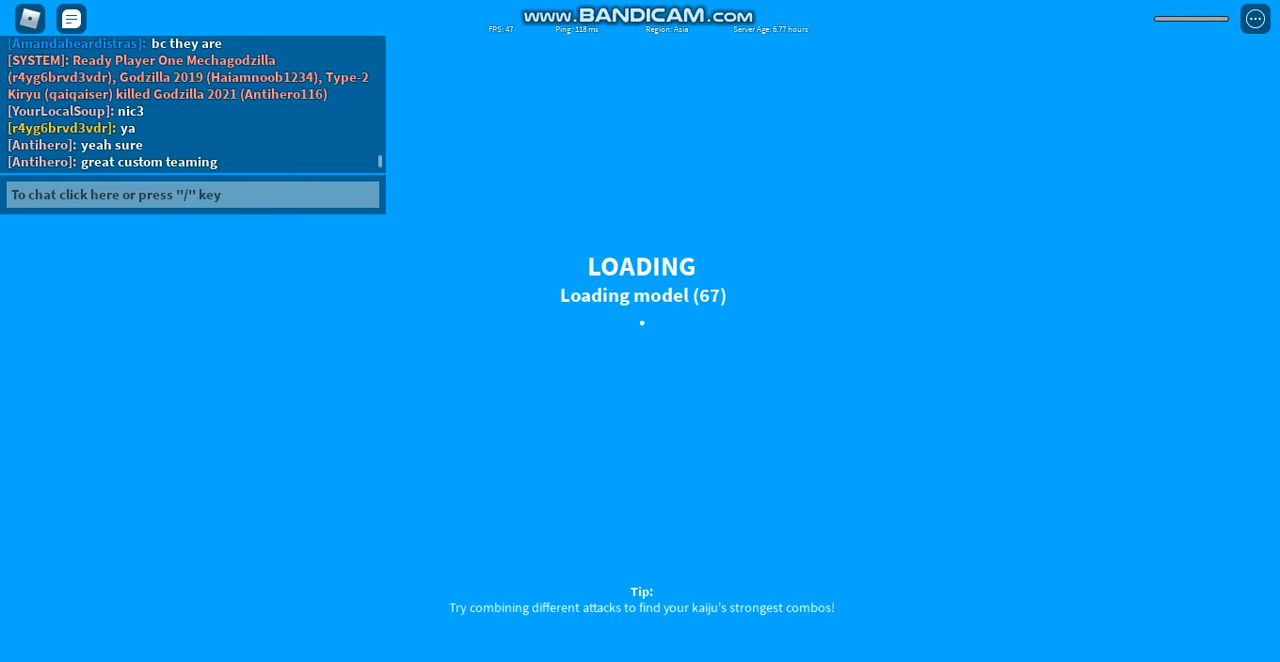 www.BANDICAM.com
FPS: 47 Ping: 118 ms Region: Asia Server Age: 6.77 hours
[Amandaheardistras]: bc they are
[SYSTEM]: Ready Player One Mechagodzilla
(r4yg6brvd3vdr), Godzilla 2019 (Haiamnoob1234), Type-2
Kiryu (qaiqaiser) killed Godzilla 2021 (Antihero116)
[YourLocalSoup]: nic3
[r4yg6brvd3vdr]: ya
[Antihero]: yeah sure
[Antihero]: great custom teaming
To chat click here or press "/" key
LOADING
Loading model (67)
.
Tip:
Try combining different attacks to find your kaiju's strongest combos!